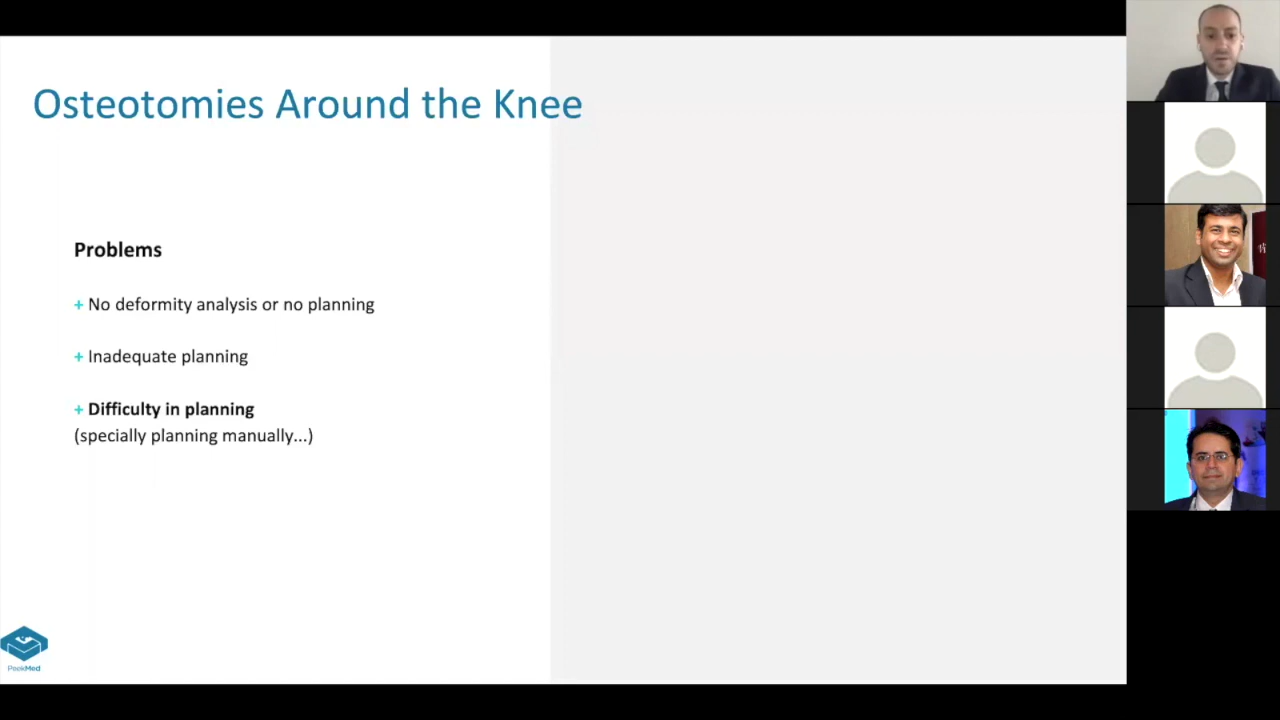 Osteotomies Around the Knee
Problems
+ No deformity analysis or no planning
+ Inadequate planning
+ Difficulty in planning
(specially planning manually...)
PeekMed